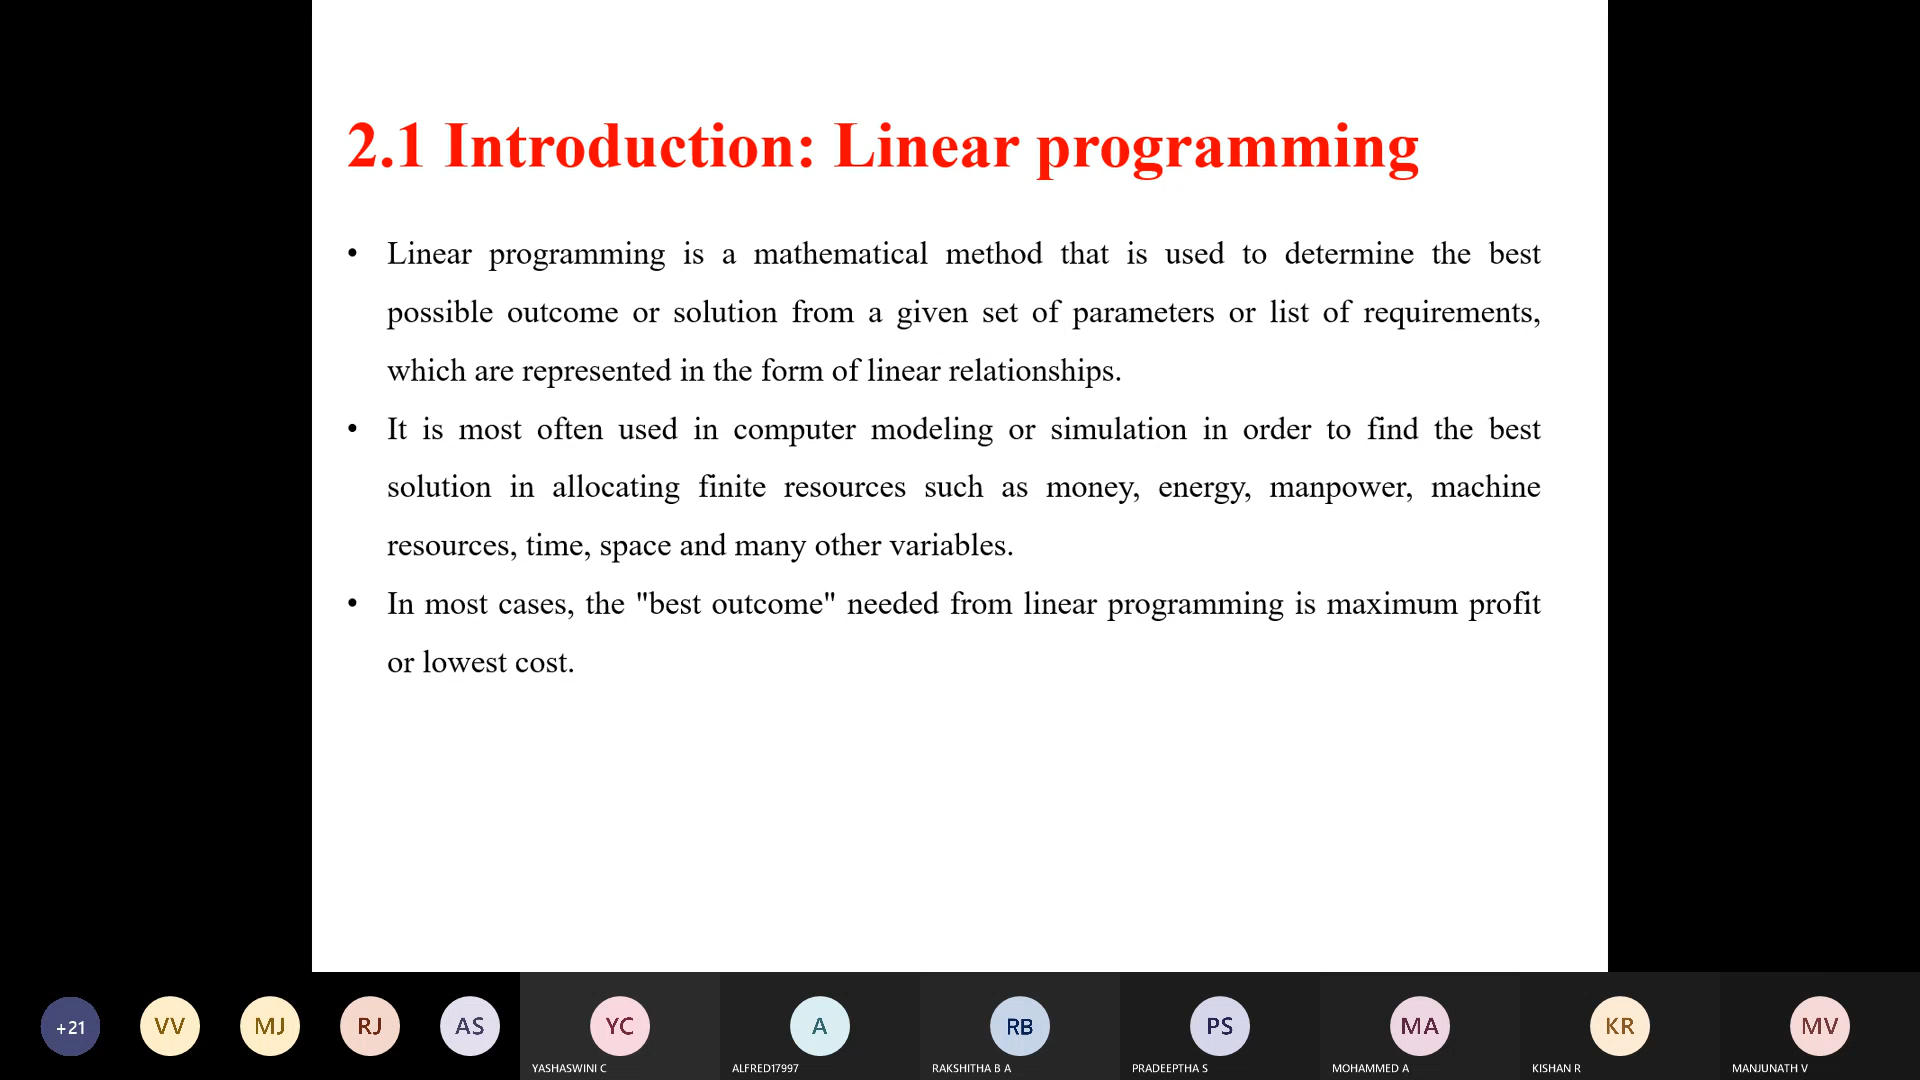 2.1 Introduction: Linear programming
• Linear programming is a mathematical method that is used to determine the best
possible outcome or solution from a given set of parameters or list of requirements,
which are represented in the form of linear relationships.
• It is most often used in computer modeling or simulation in order to find the best
solution in allocating finite resources such as money, energy, manpower, machine
resources, time, space and many other variables.
• In most cases, the "best outcome" needed from linear programming is maximum profit
or lowest cost.
+21 VV MJ RJ AS YC A RB PS MA KR MV
YASHASWINI C ALFRED17997 RAKSHITHA B A PRADEEPTHA S MOHAMMED A KISHAN R MANJUNATH V